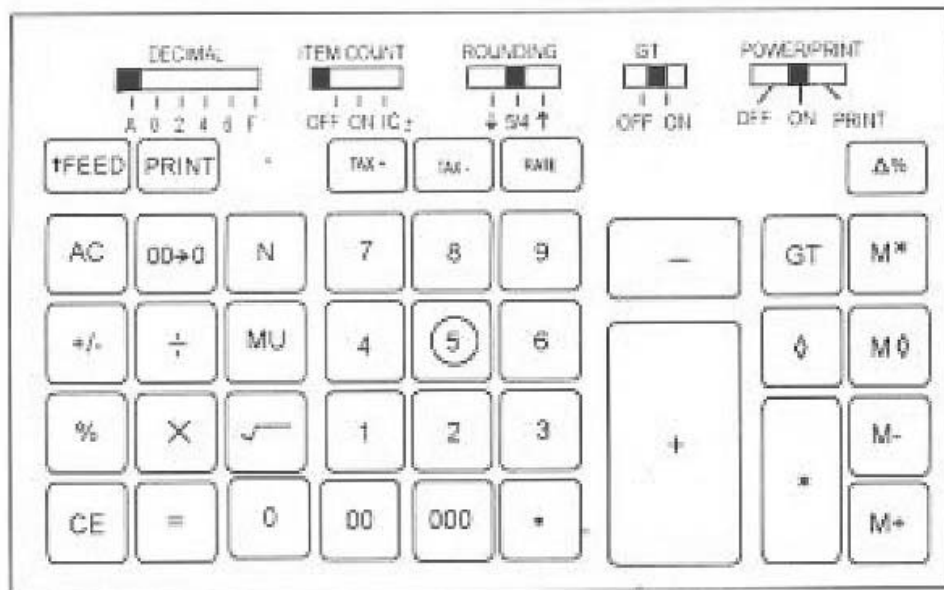 DECIMAL ITEM COUNT ROUNDING GT POWER/PRINT
A 0 2 4 6 F OFF ON IC ± ↓ 5/4 ↑ OFF ON OFF ON PRINT
↑FEED PRINT TAX + TAX - RATE Δ%
AC 00→0 N 7 8 9 − GT M*
+/- ÷ MU 4 5 6 ◊ M◊
% × √ 1 2 3 + * M-
CE = 0 00 000 • M+